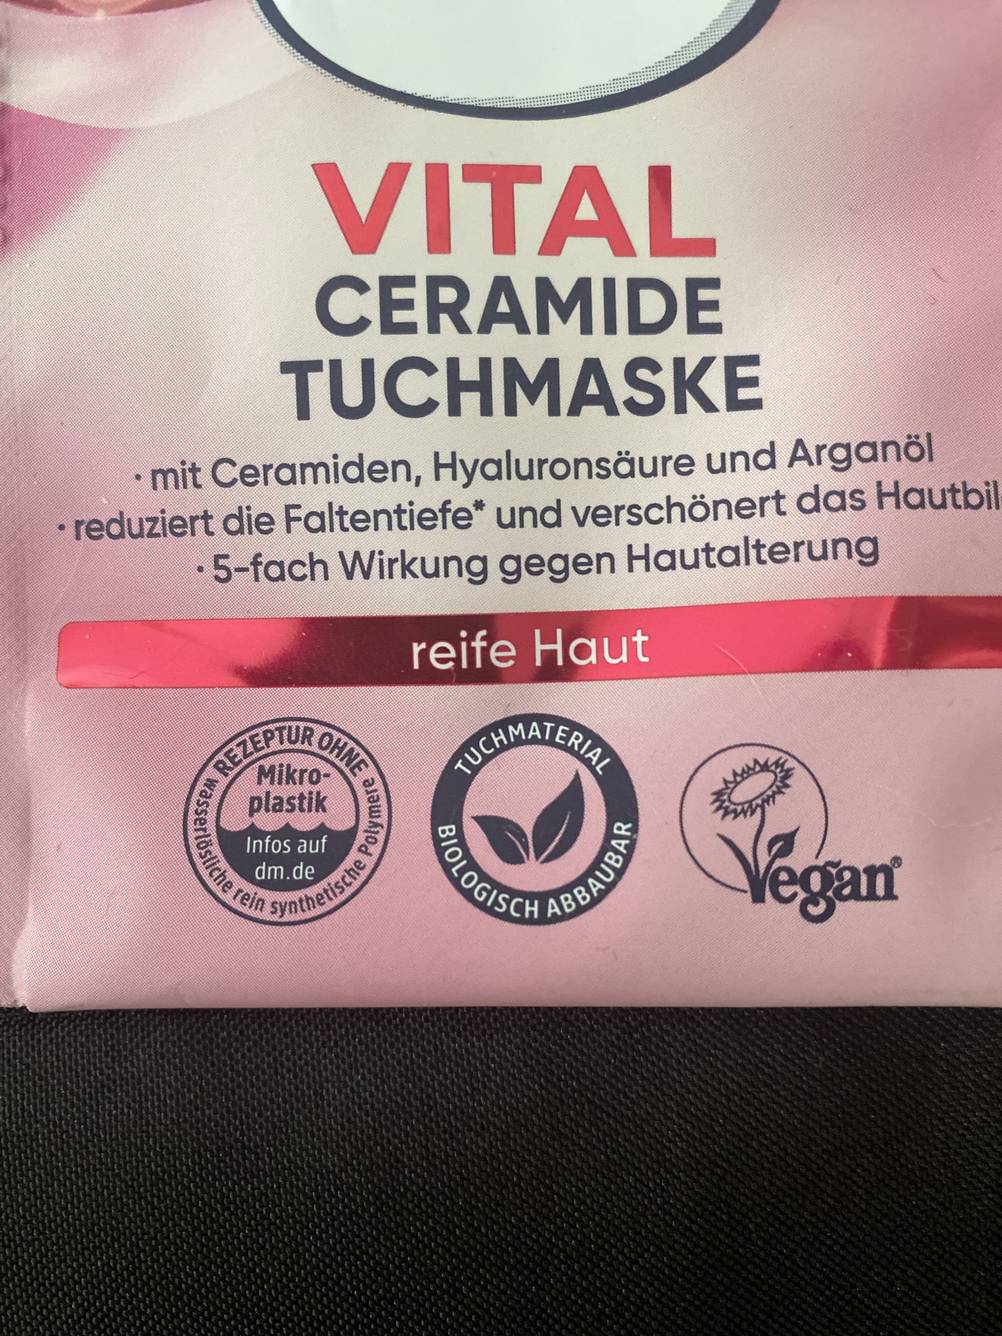 VITAL
CERAMIDE
TUCHMASKE
· mit Ceramiden, Hyaluronsäure und Arganöl
· reduziert die Faltentiefe* und verschönert das Hautbil
· 5-fach Wirkung gegen Hautalterung
reife Haut
REZEPTUR OHNE
Mikro-
plastik
Infos auf
dm.de
wasserlösliche rein synthetische Polymere
TUCHMATERIAL
BIOLOGISCH ABBAUBAR
Vegan®